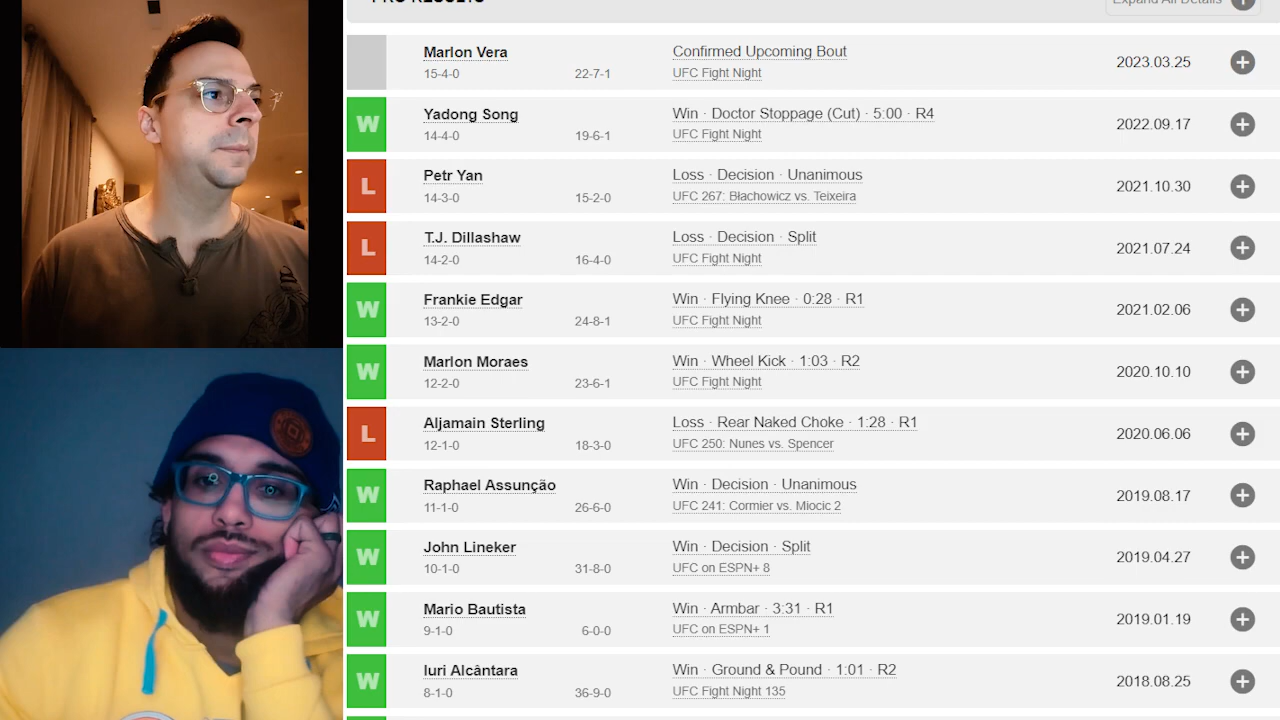 PRO RESULTS
Expand All Details
Marlon Vera
15-4-0 22-7-1
Confirmed Upcoming Bout
UFC Fight Night
2023.03.25
W
Yadong Song
14-4-0 19-6-1
Win · Doctor Stoppage (Cut) · 5:00 · R4
UFC Fight Night
2022.09.17
L
Petr Yan
14-3-0 15-2-0
Loss · Decision · Unanimous
UFC 267: Błachowicz vs. Teixeira
2021.10.30
L
T.J. Dillashaw
14-2-0 16-4-0
Loss · Decision · Split
UFC Fight Night
2021.07.24
W
Frankie Edgar
13-2-0 24-8-1
Win · Flying Knee · 0:28 · R1
UFC Fight Night
2021.02.06
W
Marlon Moraes
12-2-0 23-6-1
Win · Wheel Kick · 1:03 · R2
UFC Fight Night
2020.10.10
L
Aljamain Sterling
12-1-0 18-3-0
Loss · Rear Naked Choke · 1:28 · R1
UFC 250: Nunes vs. Spencer
2020.06.06
W
Raphael Assunção
11-1-0 26-6-0
Win · Decision · Unanimous
UFC 241: Cormier vs. Miocic 2
2019.08.17
W
John Lineker
10-1-0 31-8-0
Win · Decision · Split
UFC on ESPN+ 8
2019.04.27
W
Mario Bautista
9-1-0 6-0-0
Win · Armbar · 3:31 · R1
UFC on ESPN+ 1
2019.01.19
W
Iuri Alcântara
8-1-0 36-9-0
Win · Ground & Pound · 1:01 · R2
UFC Fight Night 135
2018.08.25